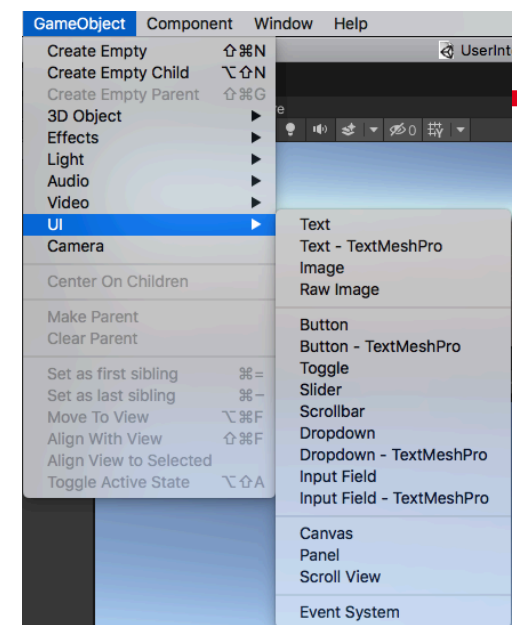 GameObject Component Window Help
Create Empty ⇧⌘N
UserInt
Create Empty Child ⌥⇧N
Create Empty Parent ⇧⌘G
3D Object
Effects
0
Light
Audio
Video
UI
Camera
Center On Children
Make Parent
Clear Parent
Set as first sibling ⌘=
Set as last sibling ⌘-
Move To View ⌥⌘F
Align With View ⇧⌘F
Align View to Selected
Toggle Active State ⌥⇧A
Text
Text - TextMeshPro
Image
Raw Image
Button
Button - TextMeshPro
Toggle
Slider
Scrollbar
Dropdown
Dropdown - TextMeshPro
Input Field
Input Field - TextMeshPro
Canvas
Panel
Scroll View
Event System